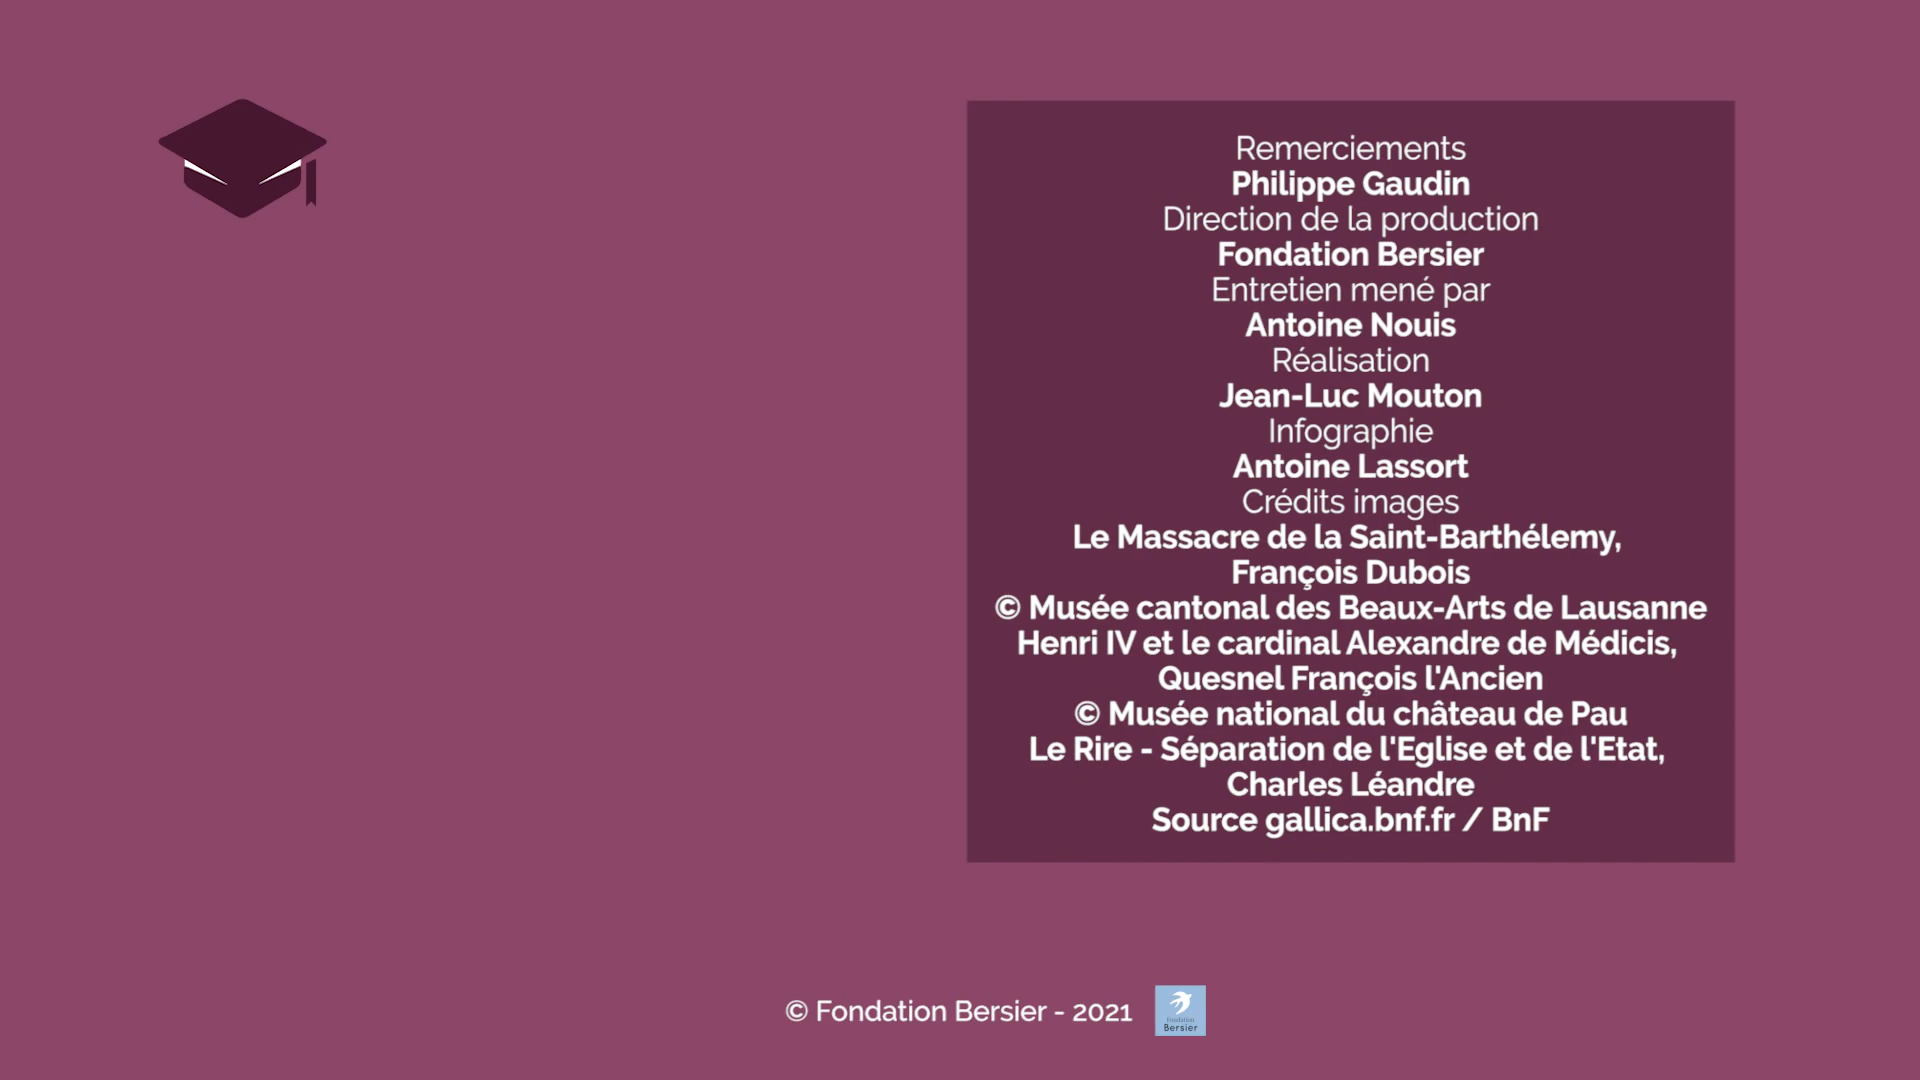 Remerciements
Philippe Gaudin
Direction de la production
Fondation Bersier
Entretien mené par
Antoine Nouis
Réalisation
Jean-Luc Mouton
Infographie
Antoine Lassort
Crédits images
Le Massacre de la Saint-Barthélemy,
François Dubois
© Musée cantonal des Beaux-Arts de Lausanne
Henri IV et le cardinal Alexandre de Médicis,
Quesnel François l'Ancien
© Musée national du château de Pau
Le Rire - Séparation de l'Eglise et de l'Etat,
Charles Léandre
Source gallica.bnf.fr / BnF
© Fondation Bersier - 2021
Fondation
Bersier